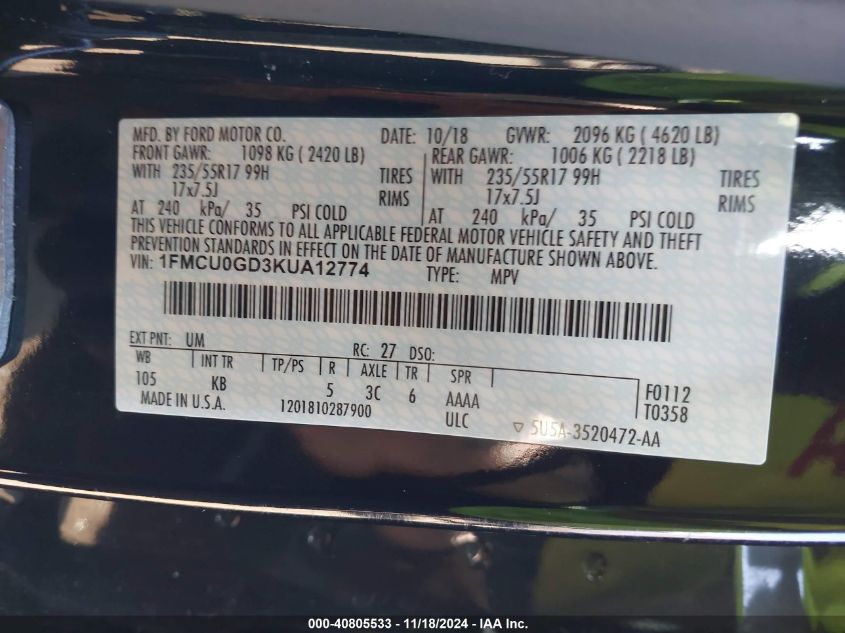 MFD. BY FORD MOTOR CO. DATE: 10/18 GVWR: 2096 KG ( 4620 LB)
FRONT GAWR: 1098 KG ( 2420 LB) REAR GAWR: 1006 KG ( 2218 LB)
WITH 235/55R17 99H TIRES WITH 235/55R17 99H TIRES
17x7.5J RIMS 17x7.5J RIMS
AT 240 kPa/ 35 PSI COLD AT 240 kPa/ 35 PSI COLD
THIS VEHICLE CONFORMS TO ALL APPLICABLE FEDERAL MOTOR VEHICLE SAFETY AND THEFT
PREVENTION STANDARDS IN EFFECT ON THE DATE OF MANUFACTURE SHOWN ABOVE.
VIN: 1FMCU0GD3KUA12774 TYPE: MPV
EXT PNT: UM RC: 27 DSO:
WB INT TR TP/PS R AXLE TR SPR
105 KB 5 3C 6 AAAA F0112
MADE IN U.S.A. 1201810287900 ULC T0358
5U5A-3520472-AA
000-40805533 - 11/18/2024 - IAA Inc.